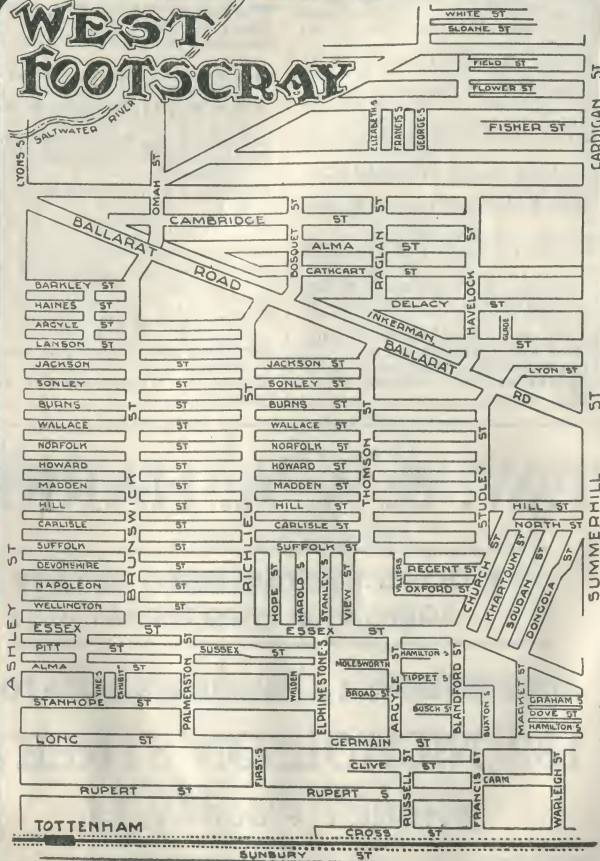 WEST
FOOTSCRAY
WHITE ST
SLOANE ST
FIELD ST
FLOWER ST
FISHER ST
ELIZABETH S
FRANCIS S
GEORGE S
CARDIGAN ST
LYONS S
SALTWATER RIVER
OMAH ST
CAMBRIDGE ST
ALMA ST
CATHCART ST
BOSQUET ST
RAGLAN ST
HAVELOCK ST
DELACY ST
INKERMAN ST
GLADE
LYON ST
BALLARAT ROAD
BALLARAT RD
BARKLEY ST
HAINES ST
ARGYLE ST
LANSON ST
JACKSON ST JACKSON ST
SONLEY ST SONLEY ST
BURNS ST BURNS ST
WALLACE ST WALLACE ST
NORFOLK ST NORFOLK ST
HOWARD ST HOWARD ST
MADDEN ST MADDEN ST
HILL ST HILL ST
CARLISLE ST CARLISLE ST
SUFFOLK ST SUFFOLK ST
DEVONSHIRE ST
NAPOLEON ST
WELLINGTON ST
ASHLEY ST
BRUNSWICK ST
RICHLIEU ST
THOMSON ST
STUDLEY ST
SUMMERHILL ST
HILL ST
NORTH ST
CHURCH ST
KHARTOUM ST
SOUDAN ST
DONGOLA ST
HOPE ST
HAROLD S
STANLEY S
VIEW ST
VILLIERS
REGENT ST
OXFORD ST
ESSEX ST ESSEX ST
PITT ST
SUSSEX
ALMA ST
VINE S
PALMERSTON ST
WALDEN
ELPHINESTONE S
MOLESWORTH
BROAD ST
ARGYLE ST
HAMILTON S
TIPPET S
BUSCH ST
BLANDFORD ST
BUXTON S
MARKET ST
GRAHAM S
DOVE ST
HAMILTON S
STANHOPE ST
LONG ST
GERMAIN ST
FIRST S
CLIVE
RUSSELL ST
FRANCIS ST
CARM
WARLEIGH ST
RUPERT ST RUPERT S
TOTTENHAM
CROSS ST
SUNBURY ST